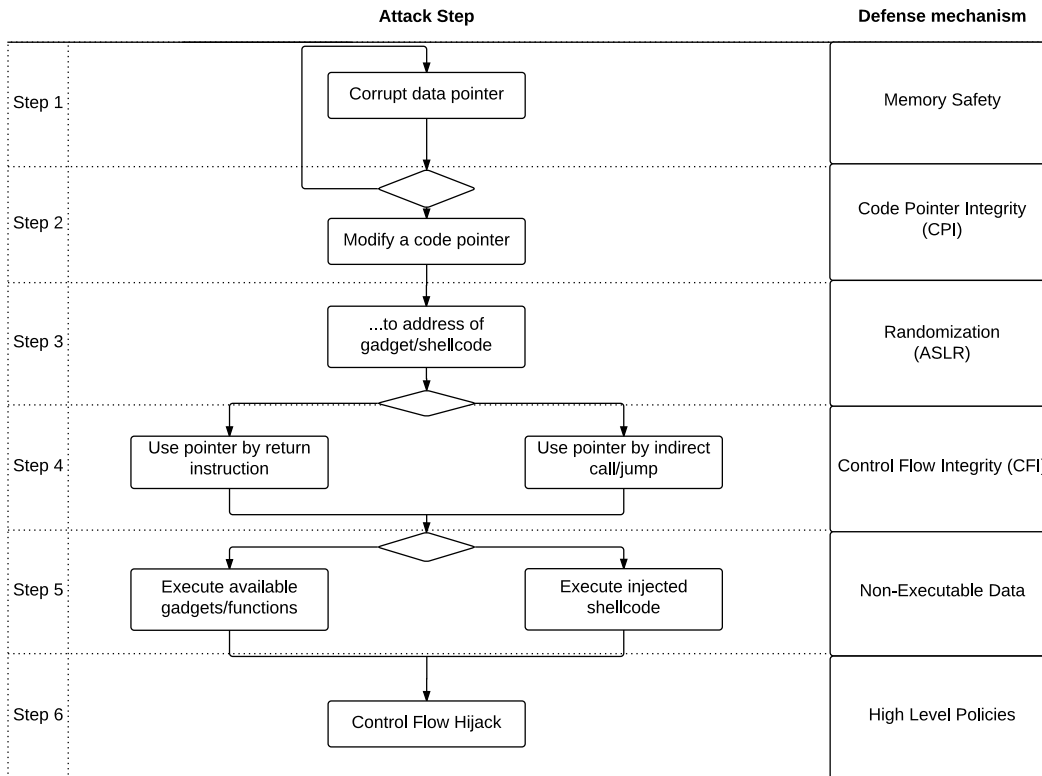 Attack Step
Defense mechanism
Step 1
Corrupt data pointer
Memory Safety
Step 2
Modify a code pointer
Code Pointer Integrity
(CPI)
Step 3
...to address of
gadget/shellcode
Randomization
(ASLR)
Step 4
Use pointer by return
instruction
Use pointer by indirect
call/jump
Control Flow Integrity (CFI)
Step 5
Execute available
gadgets/functions
Execute injected
shellcode
Non-Executable Data
Step 6
Control Flow Hijack
High Level Policies